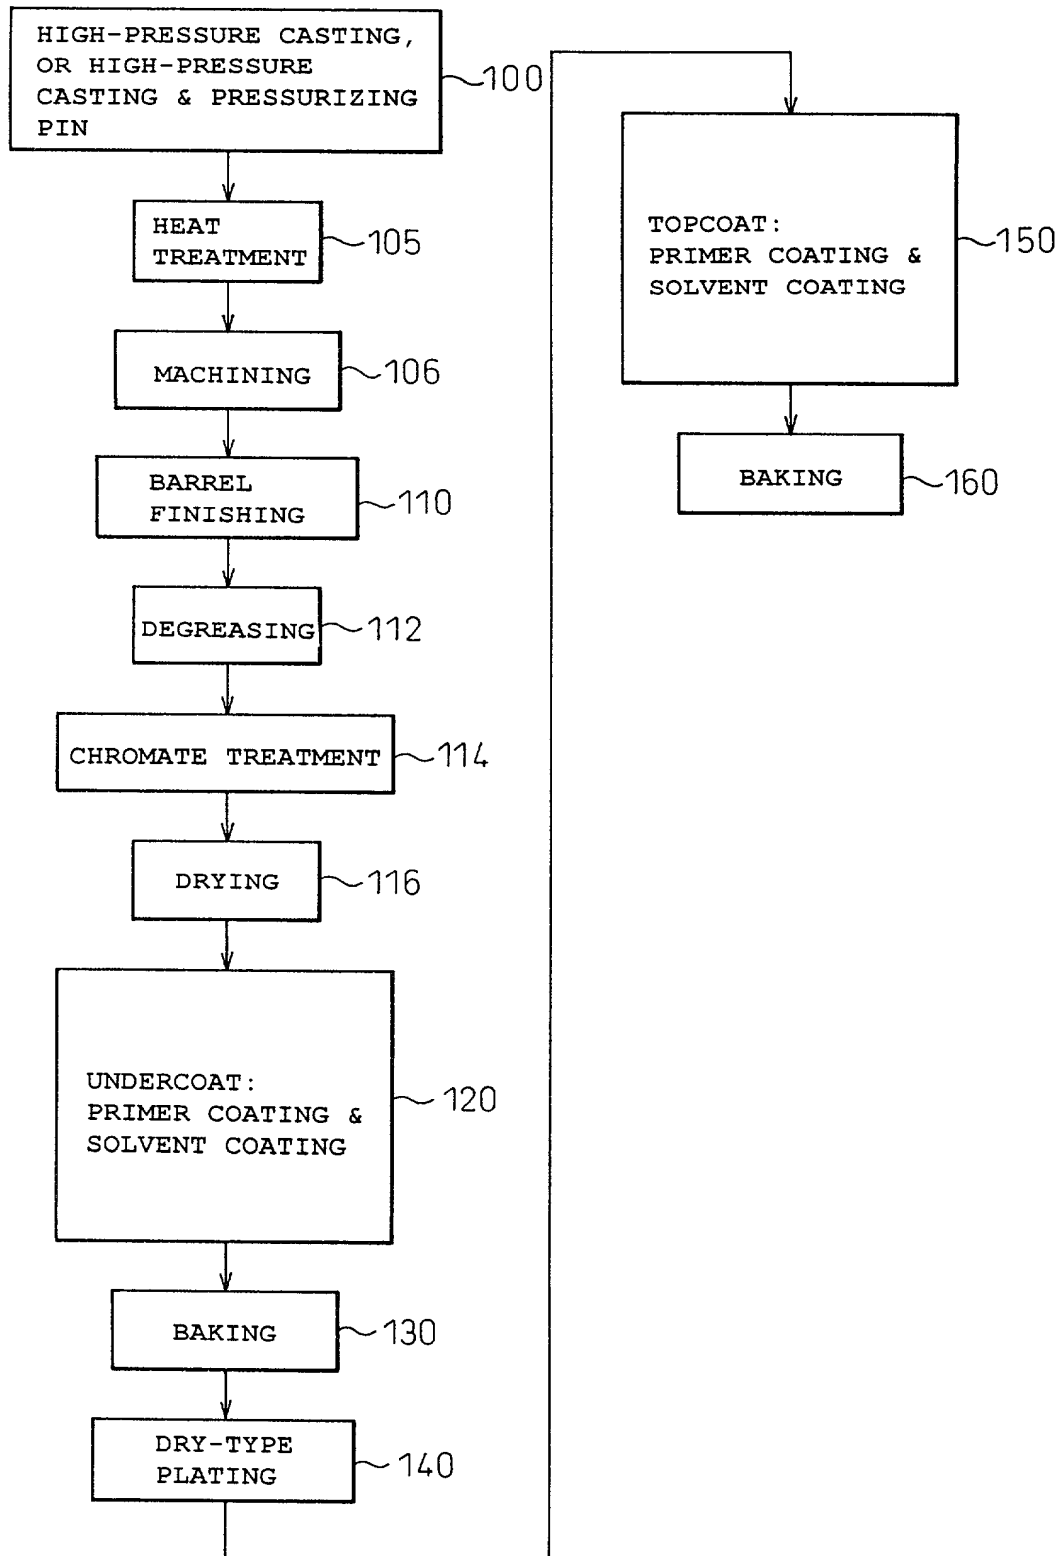 HIGH-PRESSURE CASTING,
OR HIGH-PRESSURE
CASTING & PRESSURIZING
PIN
100
HEAT
TREATMENT
105
MACHINING
106
BARREL
FINISHING
110
DEGREASING
112
CHROMATE TREATMENT
114
DRYING
116
UNDERCOAT:
PRIMER COATING &
SOLVENT COATING
120
BAKING
130
DRY-TYPE
PLATING
140
TOPCOAT:
PRIMER COATING &
SOLVENT COATING
150
BAKING
160